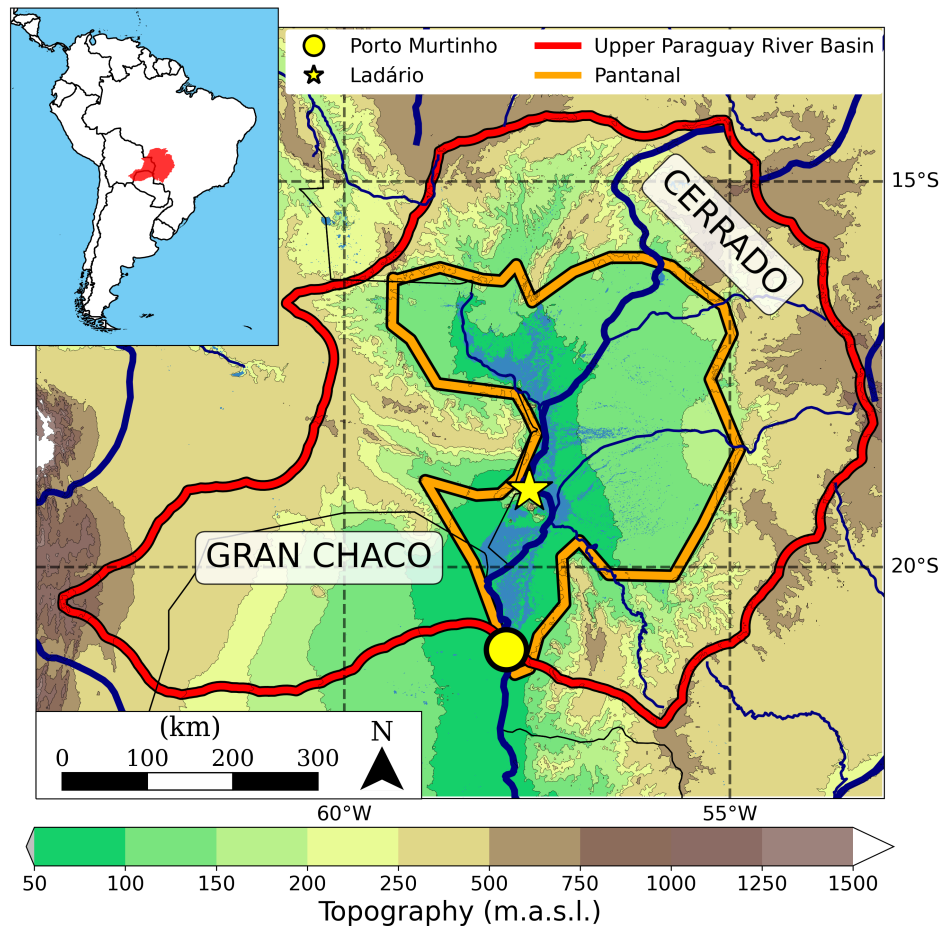 Porto Murtinho
Ladário
Upper Paraguay River Basin
Pantanal
15°S
CERRADO
20°S
GRAN CHACO
(km)
N
0 100 200 300
60°W 55°W
50 100 150 200 250 500 750 1000 1250 1500
Topography (m.a.s.l.)